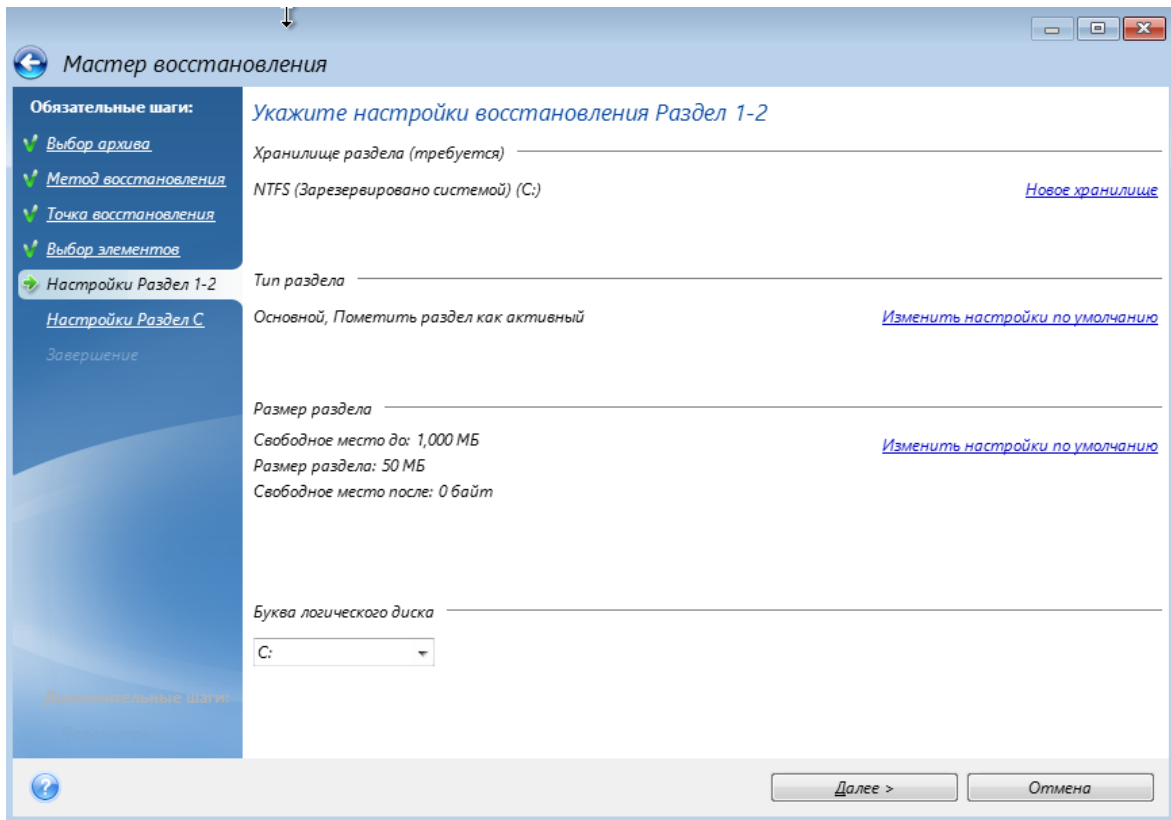 Мастер восстановления
Обязательные шаги:
Выбор архива
Метод восстановления
Точка восстановления
Выбор элементов
Настройки Раздел 1-2
Настройки Раздел C
Завершение
Укажите настройки восстановления Раздел 1-2
Хранилище раздела (требуется)
NTFS (Зарезервировано системой) (C:)
Новое хранилище
Тип раздела
Основной, Пометить раздел как активный
Изменить настройки по умолчанию
Размер раздела
Свободное место до: 1,000 МБ
Изменить настройки по умолчанию
Размер раздела: 50 МБ
Свободное место после: 0 байт
Буква логического диска
C:
шаги:
Далее >
Отмена